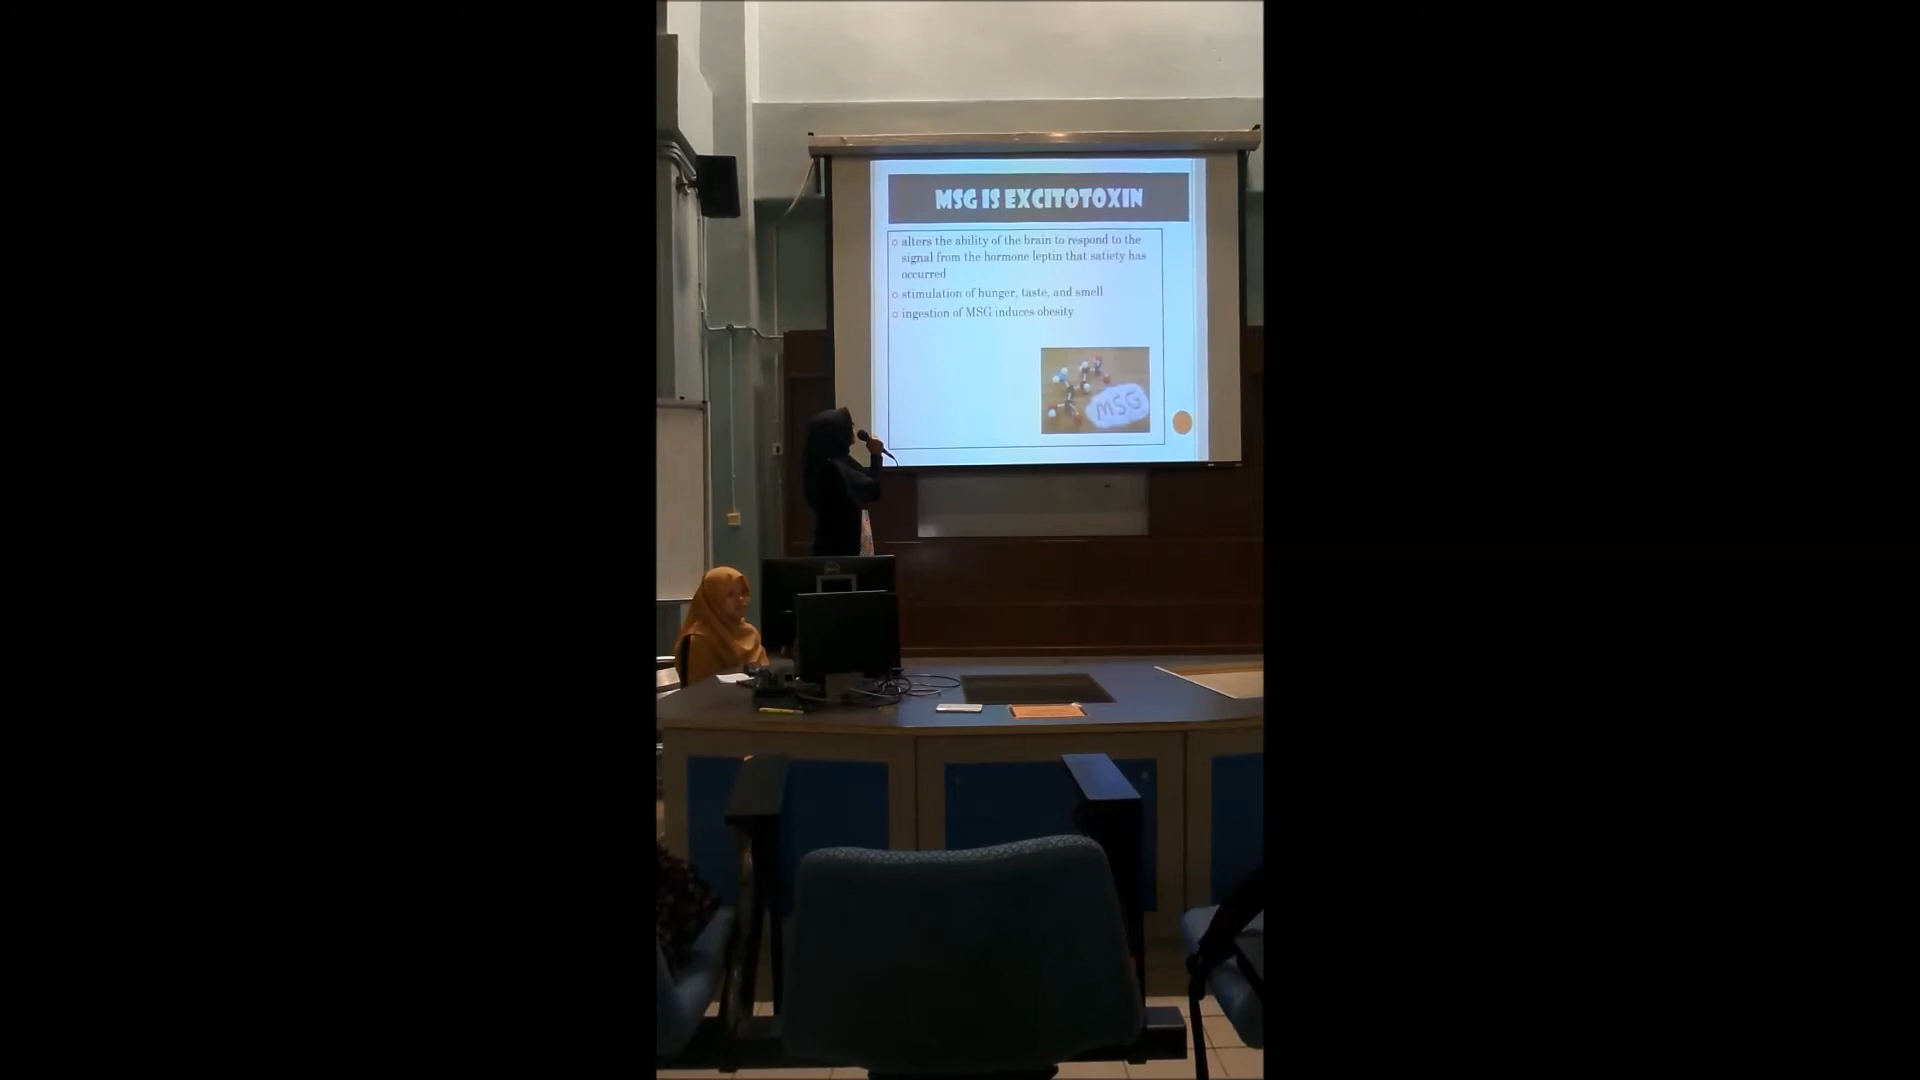 MSG IS EXCITOTOXIN
alters the ability of the brain to respond to the
signal from the hormone leptin that satiety has
occurred
stimulation of hunger, taste, and smell
ingestion of MSG induces obesity
MSG